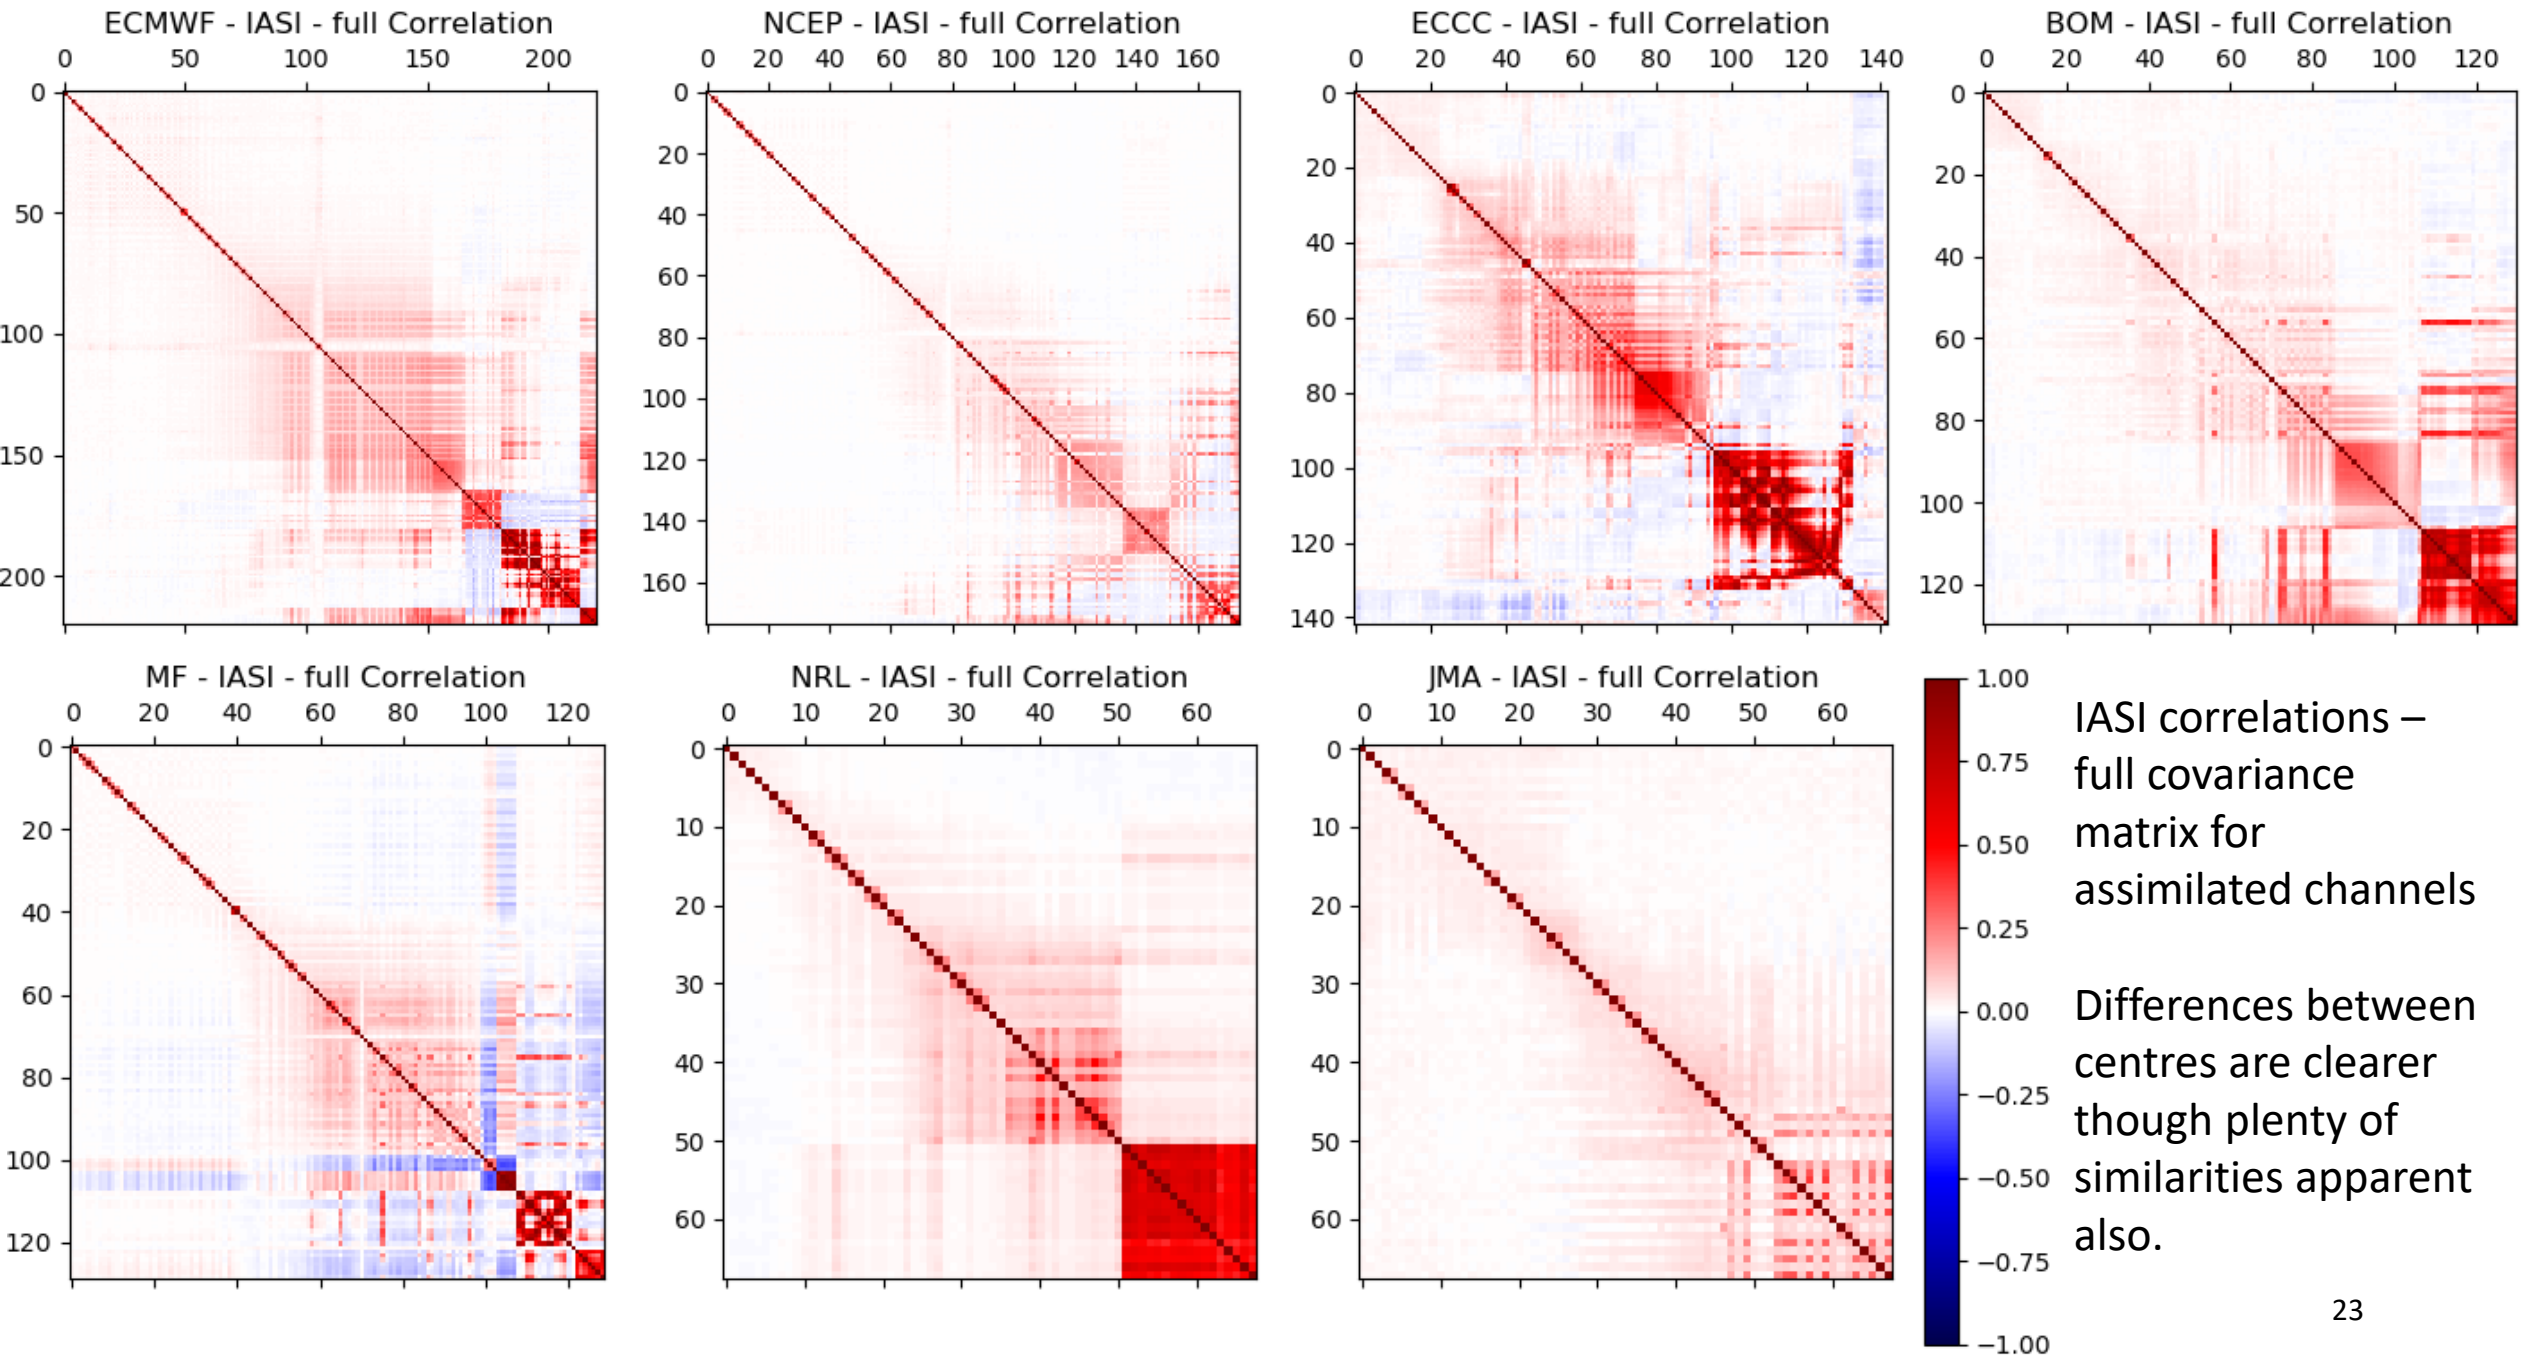 ECMWF - IASI - full Correlation
0 50 100 150 200
0
50
100
150
200
NCEP - IASI - full Correlation
0 20 40 60 80 100 120 140 160
0
20
40
60
80
100
120
140
160
ECCC - IASI - full Correlation
0 20 40 60 80 100 120 140
0
20
40
60
80
100
120
140
BOM - IASI - full Correlation
0 20 40 60 80 100 120
0
20
40
60
80
100
120
MF - IASI - full Correlation
0 20 40 60 80 100 120
0
20
40
60
80
100
120
NRL - IASI - full Correlation
0 10 20 30 40 50 60
0
10
20
30
40
50
60
JMA - IASI - full Correlation
0 10 20 30 40 50 60
0
10
20
30
40
50
60
1.00
0.75
0.50
0.25
0.00
−0.25
−0.50
−0.75
−1.00
IASI correlations –
full covariance
matrix for
assimilated channels
Differences between
centres are clearer
though plenty of
similarities apparent
also.
23